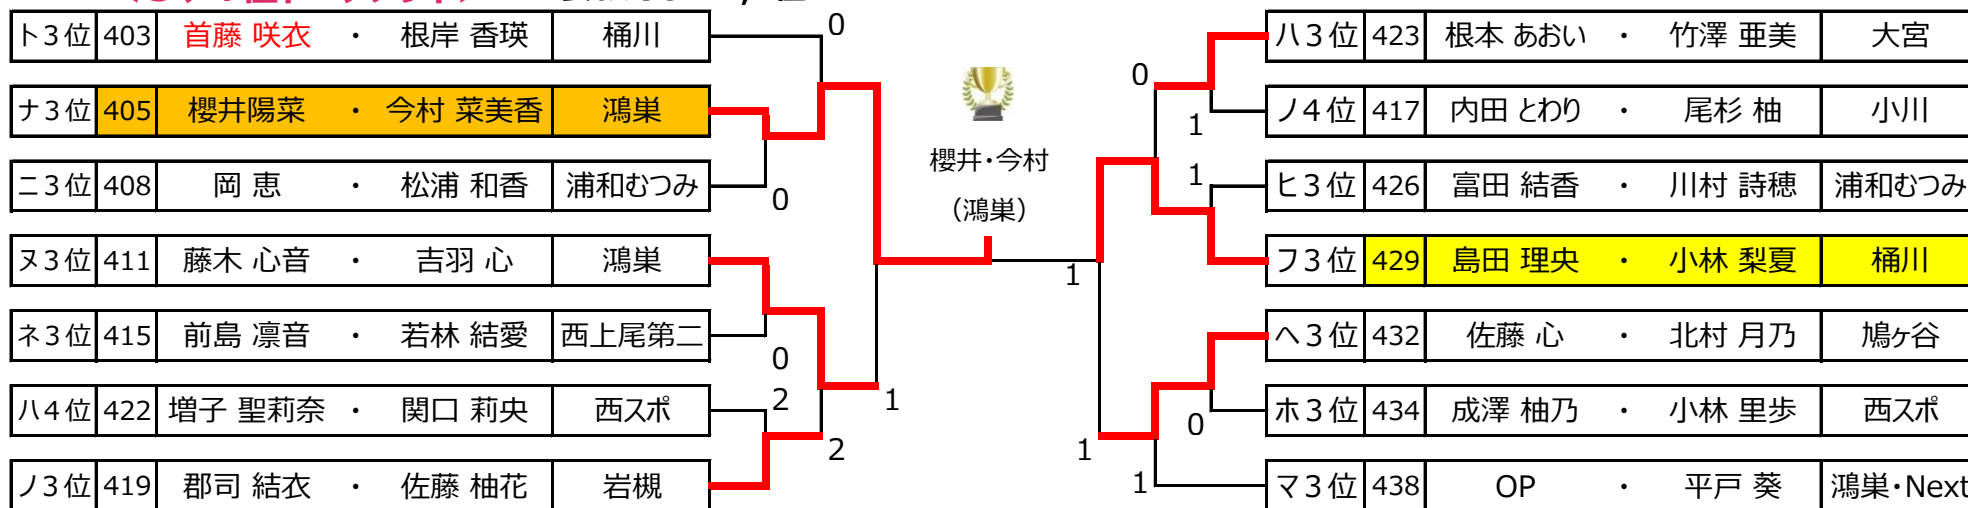 ト3位 403 首藤 咲衣 ・ 根岸 香瑛 桶川
0
ナ3位 405 櫻井陽菜 ・ 今村 菜美香 鴻巣
ニ3位 408 岡 恵 ・ 松浦 和香 浦和むつみ
0
ヌ3位 411 藤木 心音 ・ 吉羽 心 鴻巣
ネ3位 415 前島 凛音 ・ 若林 結愛 西上尾第二
0
ハ4位 422 増子 聖莉奈 ・ 関口 莉央 西スポ
2
1
2
ノ3位 419 郡司 結衣 ・ 佐藤 柚花 岩槻
櫻井・今村
(鴻巣)
1
ハ3位 423 根本 あおい ・ 竹澤 亜美 大宮
0
ノ4位 417 内田 とわり ・ 尾杉 柚 小川
1
ヒ3位 426 富田 結香 ・ 川村 詩穂 浦和むつみ
1
フ3位 429 島田 理央 ・ 小林 梨夏 桶川
ヘ3位 432 佐藤 心 ・ 北村 月乃 鳩ヶ谷
ホ3位 434 成澤 柚乃 ・ 小林 里歩 西スポ
0
1
マ3位 438 OP ・ 平戸 葵 鴻巣・Next
1